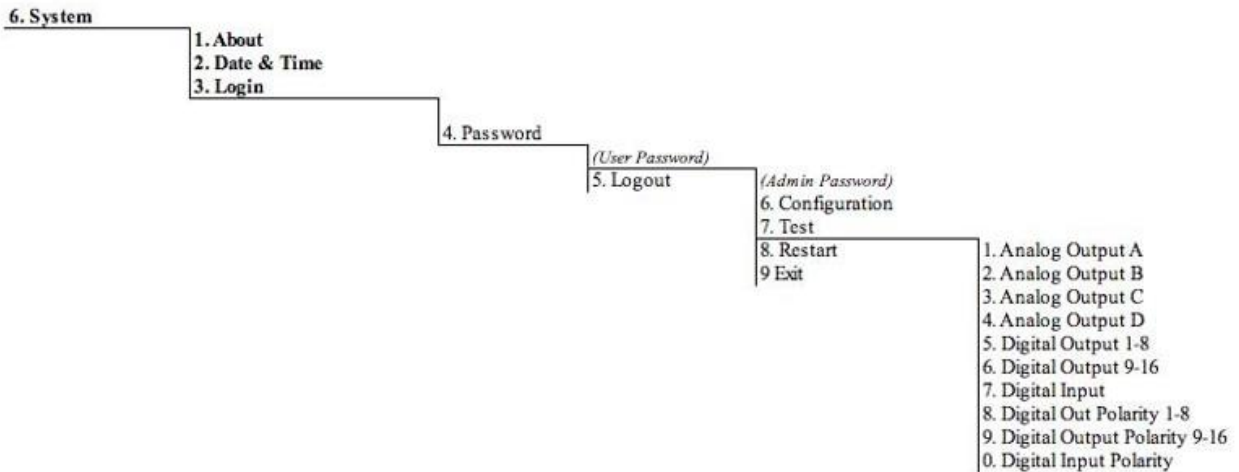 6. System
1. About
2. Date & Time
3. Login
4. Password
(User Password)
5. Logout
(Admin Password)
6. Configuration
7. Test
8. Restart
9 Exit
1. Analog Output A
2. Analog Output B
3. Analog Output C
4. Analog Output D
5. Digital Output 1-8
6. Digital Output 9-16
7. Digital Input
8. Digital Out Polarity 1-8
9. Digital Output Polarity 9-16
0. Digital Input Polarity